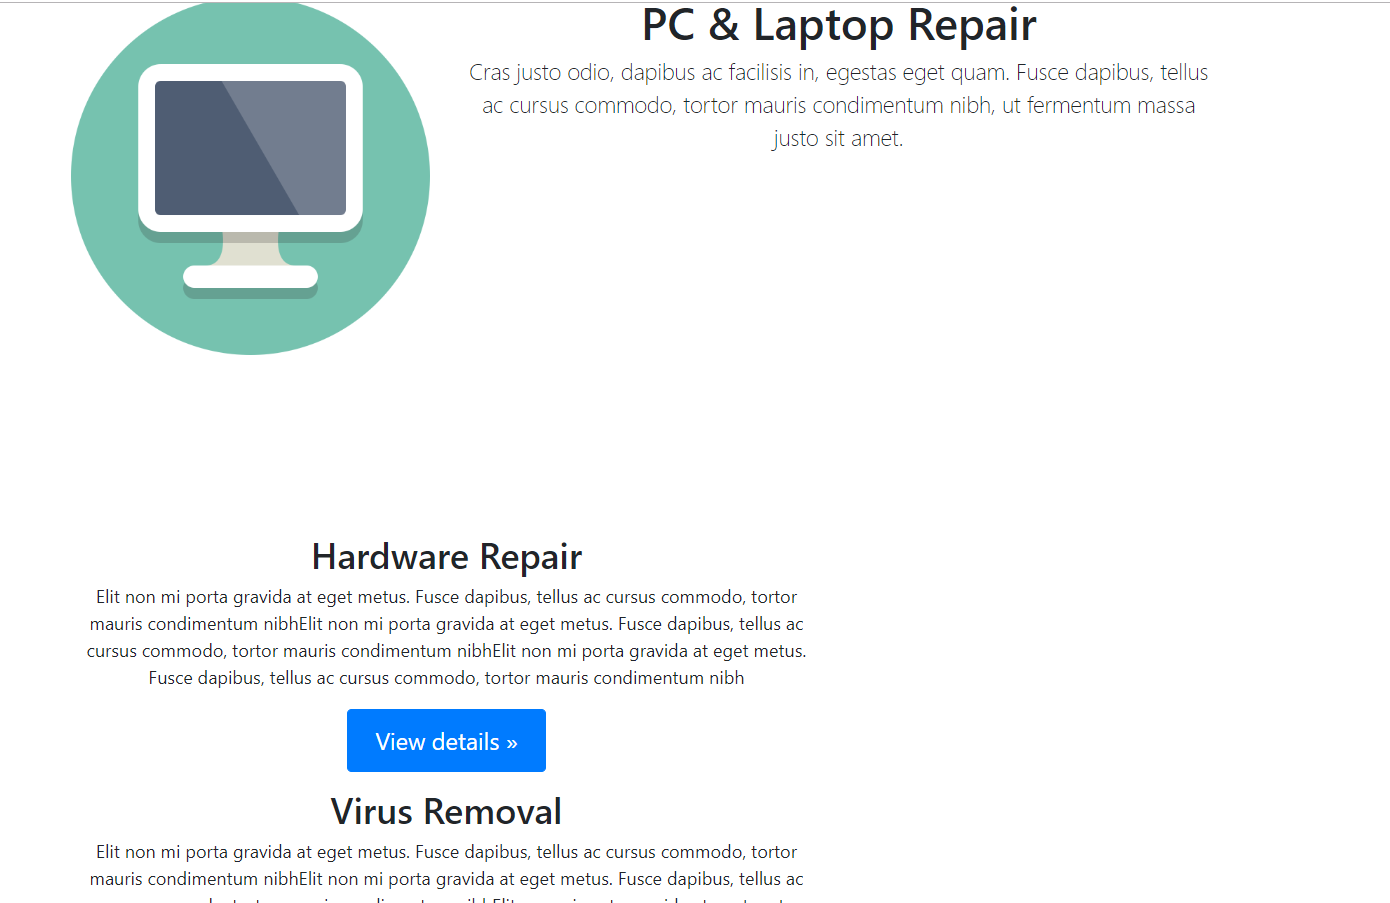 PC & Laptop Repair
Cras justo odio, dapibus ac facilisis in, egestas eget quam. Fusce dapibus, tellus
ac cursus commodo, tortor mauris condimentum nibh, ut fermentum massa
justo sit amet.
Hardware Repair
Elit non mi porta gravida at eget metus. Fusce dapibus, tellus ac cursus commodo, tortor
mauris condimentum nibhElit non mi porta gravida at eget metus. Fusce dapibus, tellus ac
cursus commodo, tortor mauris condimentum nibhElit non mi porta gravida at eget metus.
Fusce dapibus, tellus ac cursus commodo, tortor mauris condimentum nibh
View details »
Virus Removal
Elit non mi porta gravida at eget metus. Fusce dapibus, tellus ac cursus commodo, tortor
mauris condimentum nibhElit non mi porta gravida at eget metus. Fusce dapibus, tellus ac